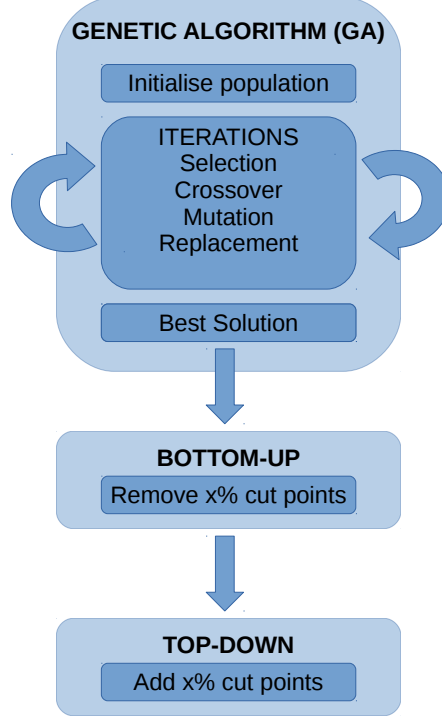 GENETIC ALGORITHM (GA)
Initialise population
ITERATIONS
Selection
Crossover
Mutation
Replacement
Best Solution
BOTTOM-UP
Remove x% cut points
TOP-DOWN
Add x% cut points